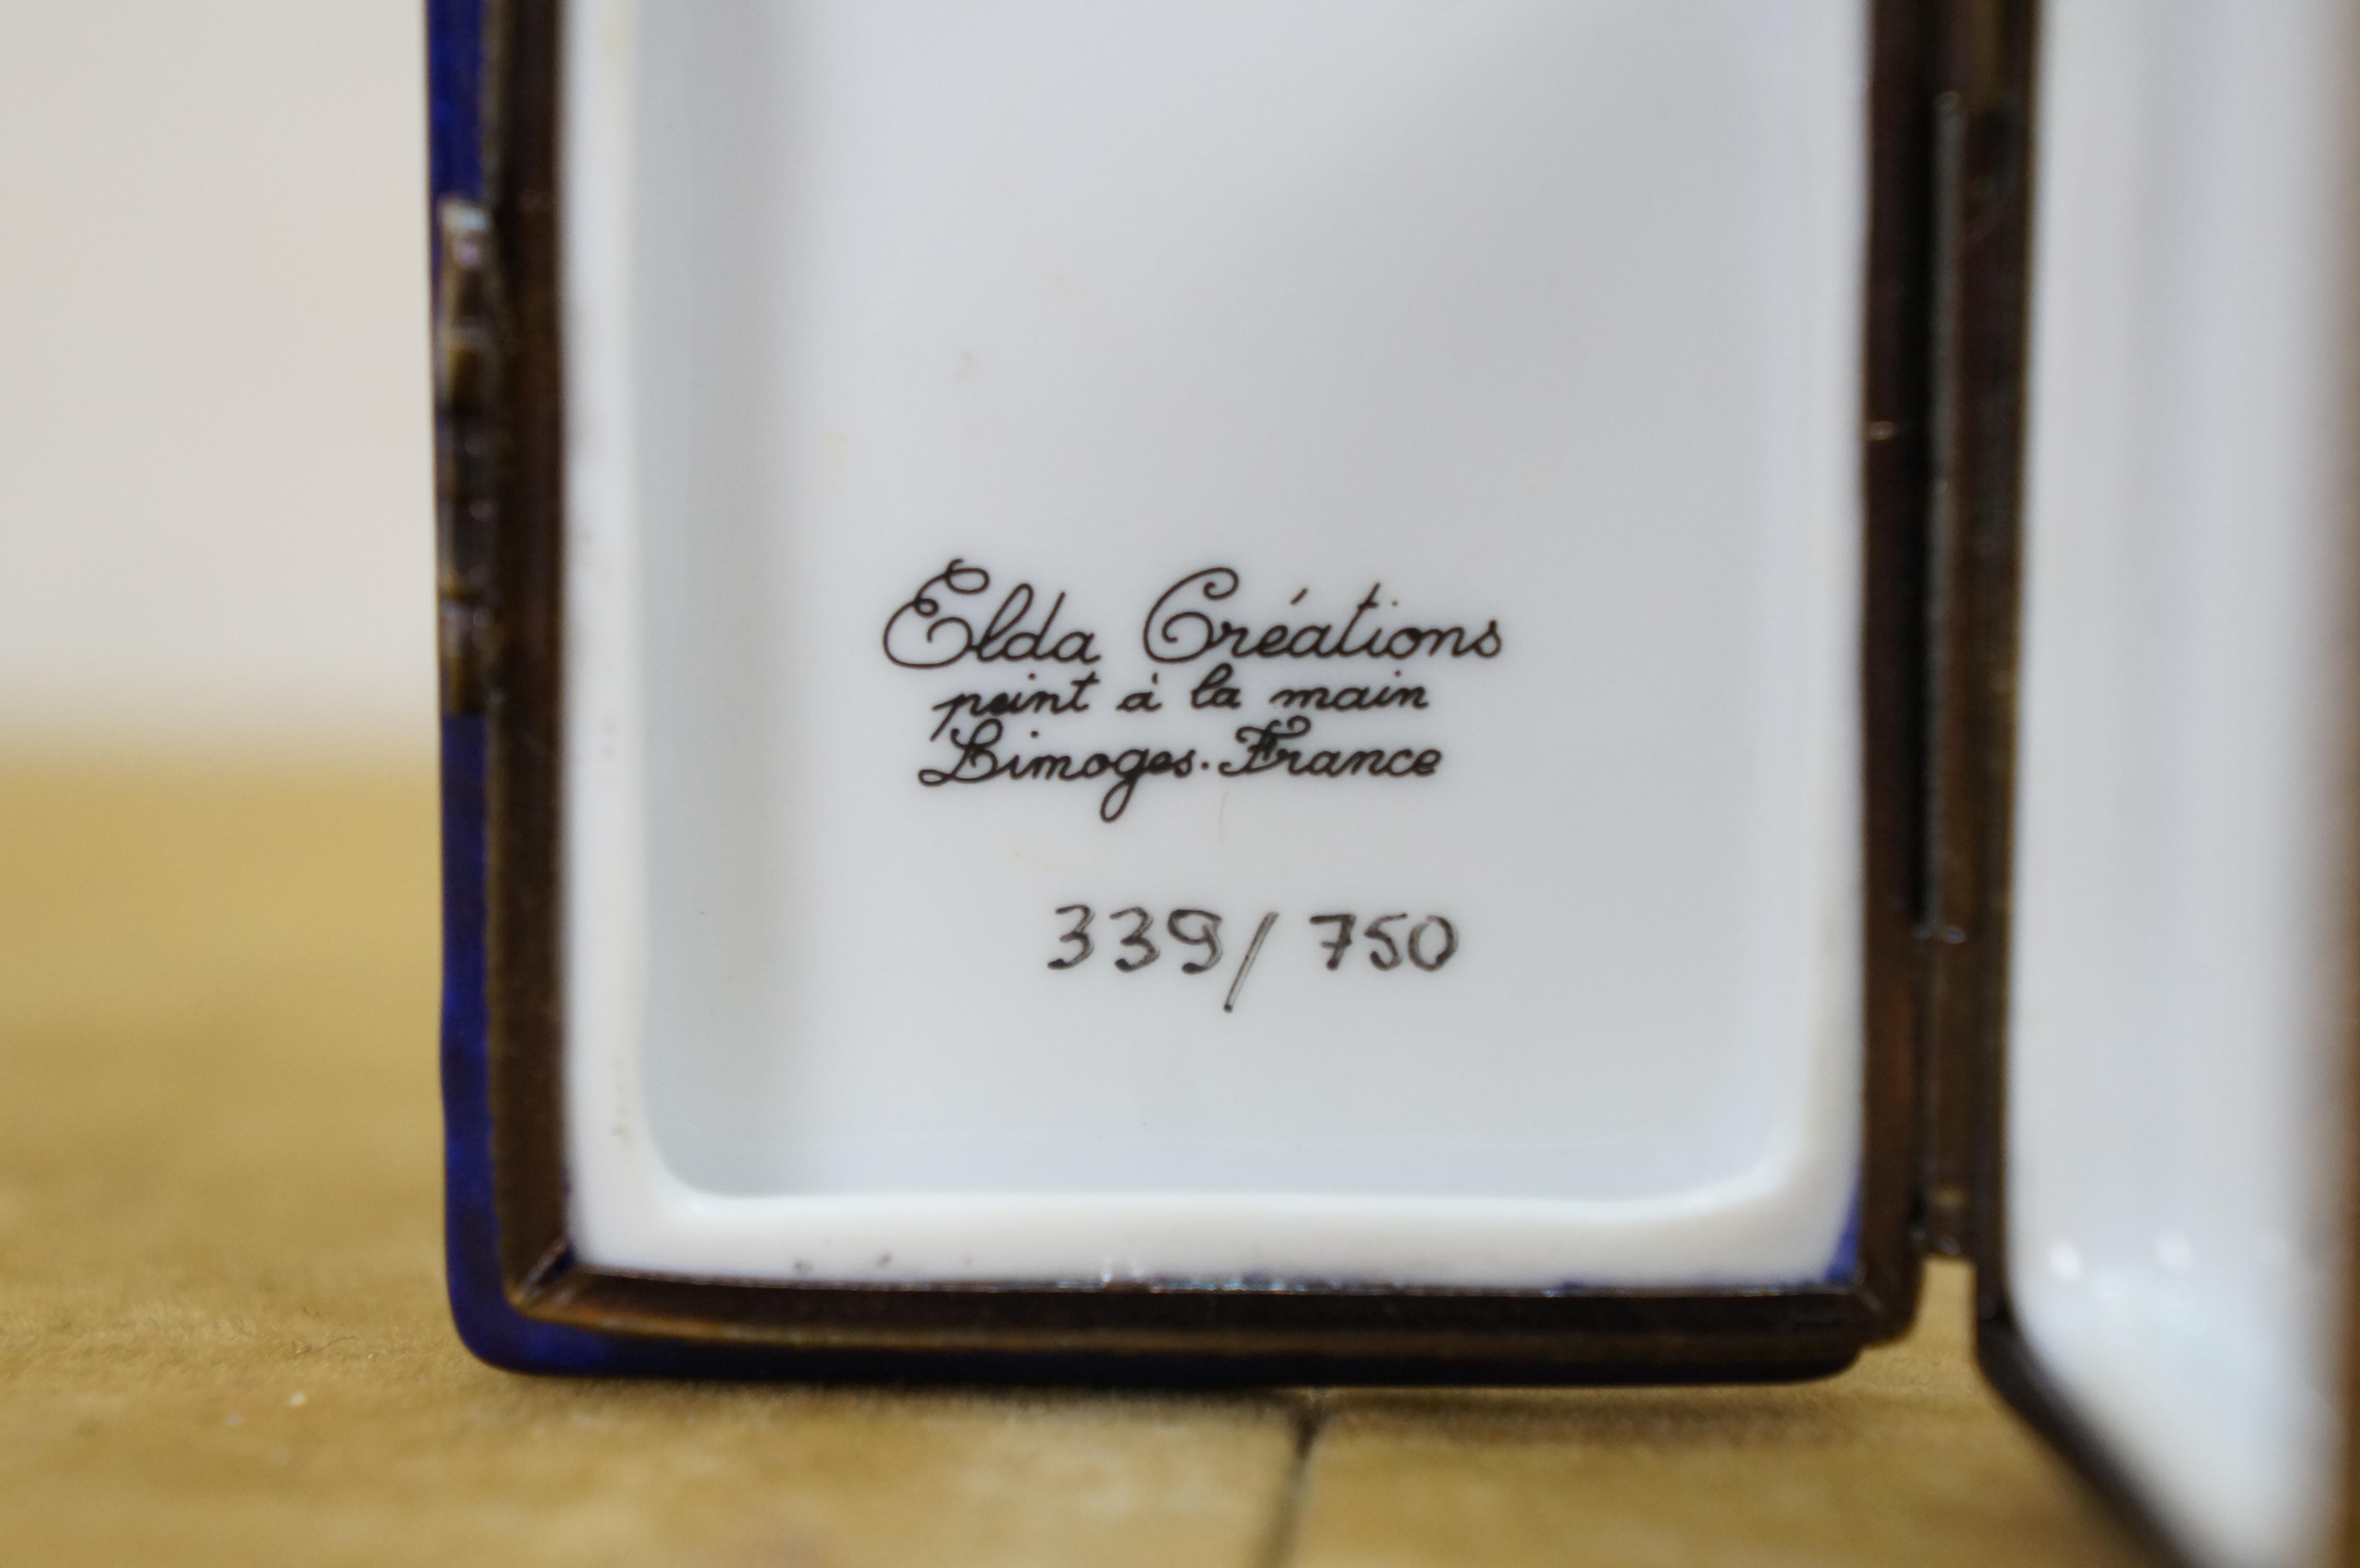 Elda Créations
peint à la main
Limoges. France
339/750